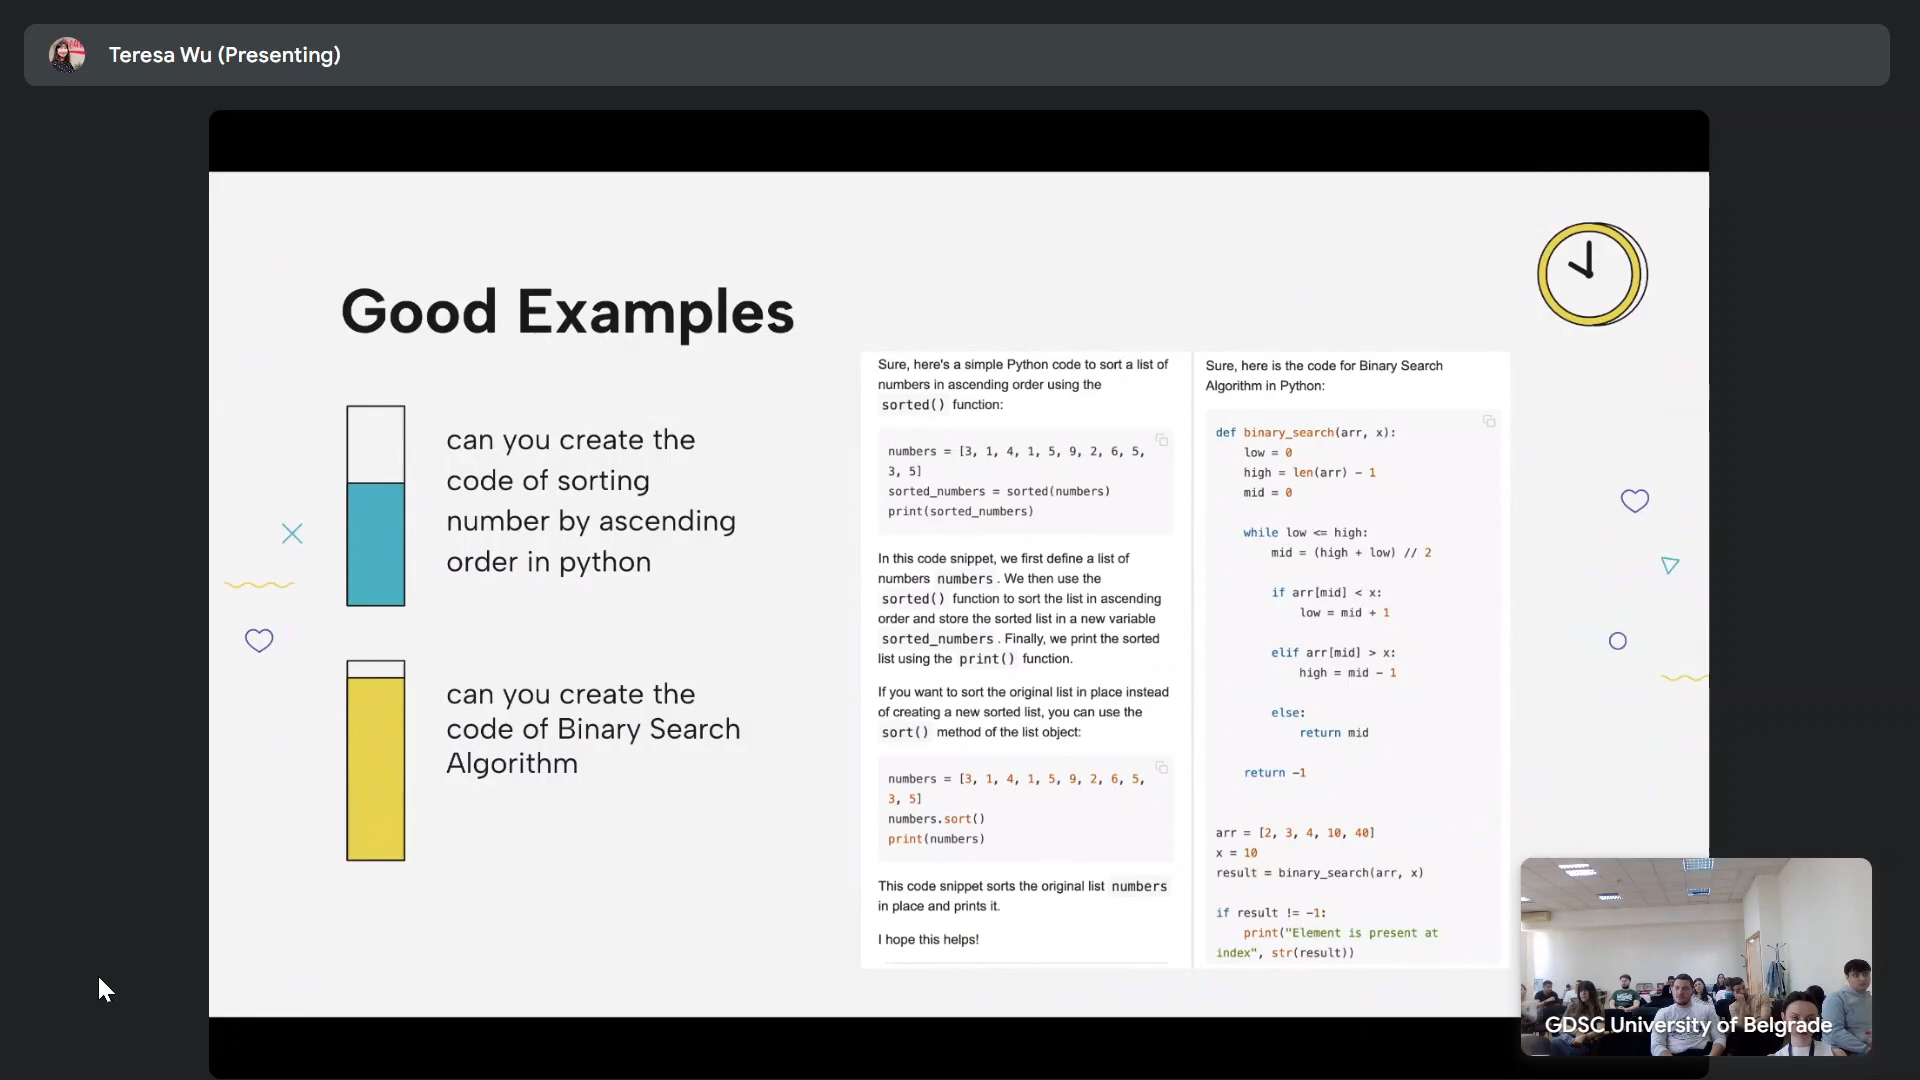 Teresa Wu (Presenting)
Good Examples
can you create the
code of sorting
number by ascending
order in python
can you create the
code of Binary Search
Algorithm
Sure, here's a simple Python code to sort a list of
numbers in ascending order using the
sorted() function:
numbers = [3, 1, 4, 1, 5, 9, 2, 6, 5,
3, 5]
sorted_numbers = sorted(numbers)
print(sorted_numbers)
In this code snippet, we first define a list of
numbers numbers . We then use the
sorted() function to sort the list in ascending
order and store the sorted list in a new variable
sorted_numbers . Finally, we print the sorted
list using the print() function.
If you want to sort the original list in place instead
of creating a new sorted list, you can use the
sort() method of the list object:
numbers = [3, 1, 4, 1, 5, 9, 2, 6, 5,
3, 5]
numbers.sort()
print(numbers)
This code snippet sorts the original list numbers
in place and prints it.
I hope this helps!
Sure, here is the code for Binary Search
Algorithm in Python:
def binary_search(arr, x):
    low = 0
    high = len(arr) - 1
    mid = 0
    while low <= high:
        mid = (high + low) // 2
        if arr[mid] < x:
            low = mid + 1
        elif arr[mid] > x:
            high = mid - 1
        else:
            return mid
    return -1
arr = [2, 3, 4, 10, 40]
x = 10
result = binary_search(arr, x)
if result != -1:
    print("Element is present at
index", str(result))
GDSC University of Belgrade